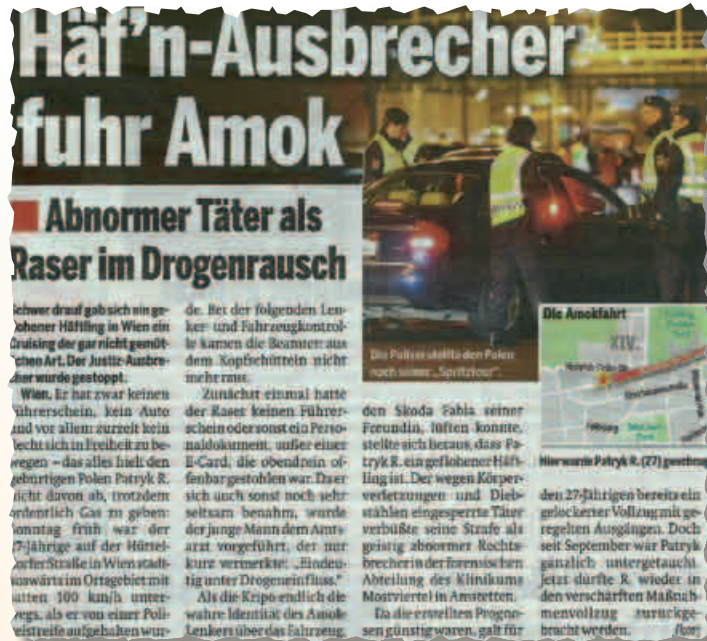 Häf'n-Ausbrecher
fuhr Amok
Abnormer Täter als
Raser im Drogenrausch
Schwer drauf gab sich ein ge-
flohener Häftling in Wien ein
Cruising der gar nicht gemüt-
lichen Art. Der Justiz-Ausbre-
cher wurde gestoppt.
Wien. Er hat zwar keinen
Führerschein, kein Auto
und vor allem: zurzeit kein
Recht sich in Freiheit zu be-
wegen – das alles hielt den
gebürtigen Polen Patryk R.
nicht davon ab, trotzdem
ordentlich Gas zu geben:
Sonntag früh war der
27-Jährige auf der Hüttel-
dorfer Straße in Wien stadt-
auswärts im Ortsgebiet mit
satten 100 km/h unter-
wegs, als er von einer Poli-
zeistreife aufgehalten wur-
de. Bei der folgenden Len-
ker- und Fahrzeugkontrol-
le kamen die Beamten aus
dem Kopfschütteln nicht
mehr raus.
Zunächst einmal hatte
der Raser keinen Führer-
schein oder sonst ein Perso-
naldokument, außer einer
E-Card, die obendrein of-
fenbar gestohlen war. Da er
sich auch sonst noch sehr
seltsam benahm, wurde
der junge Mann dem Amts-
arzt vorgeführt, der nur
kurz vermerkte: „Eindeu-
tig unter Drogeneinfluss."
Als die Kripo endlich die
wahre Identität des Amok-
Lenkers über das Fahrzeug,
den Skoda Fabia seiner
Freundin, lüften konnte,
stellte sich heraus, dass Pa-
tryk R. ein geflohener Häft-
ling ist. Der wegen Körper-
verletzungen und Dieb-
stählen eingesperrte Täter
verbüßte seine Strafe als
geistig abnormer Rechts-
brecher in der forensischen
Abteilung des Klinikums
Mostviertel in Amstetten.
Da die erstellten Progno-
sen günstig waren, galt für
Die Polizei stellte den Polen
nach seiner „Spritztour".
Die Amokfahrt
XIV.
Hier wurde Patryk R. (27) geschnappt
den 27-Jährigen bereits ein
gelockerter Vollzug mit ge-
regelten Ausgängen. Doch
seit September war Patryk
gänzlich untergetaucht.
Jetzt durfte R. wieder in
den verschärften Maßnah-
menvollzug zurückge-
bracht werden.